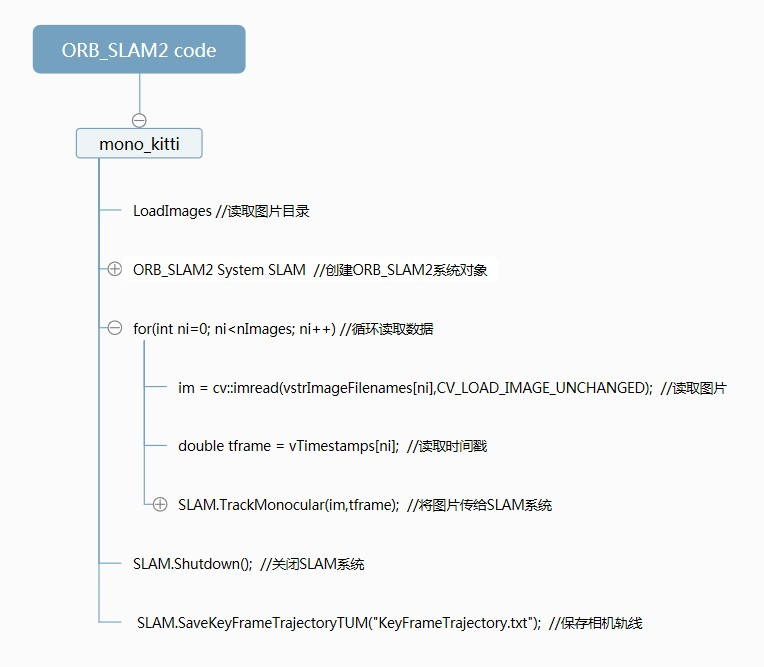 ORB_SLAM2 code
mono_kitti
LoadImages //读取图片目录
ORB_SLAM2 System SLAM  //创建ORB_SLAM2系统对象
for(int ni=0; ni<nImages; ni++) //循环读取数据
im = cv::imread(vstrImageFilenames[ni],CV_LOAD_IMAGE_UNCHANGED);  //读取图片
double tframe = vTimestamps[ni];  //读取时间戳
SLAM.TrackMonocular(im,tframe);  //将图片传给SLAM系统
SLAM.Shutdown();  //关闭SLAM系统
SLAM.SaveKeyFrameTrajectoryTUM("KeyFrameTrajectory.txt");  //保存相机轨线